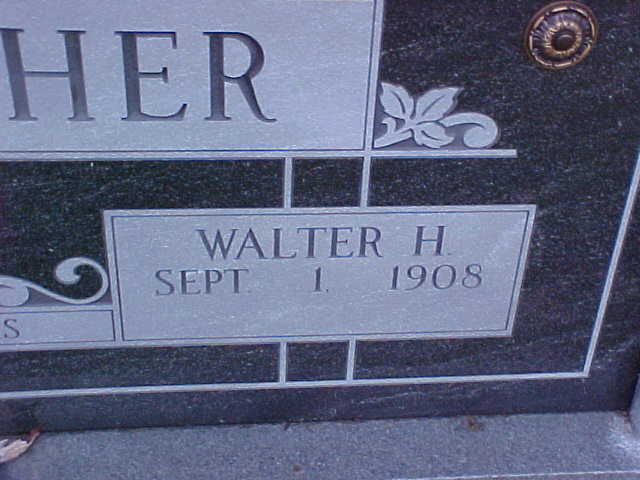 HER
WALTER H.
SEPT. 1, 1908
S